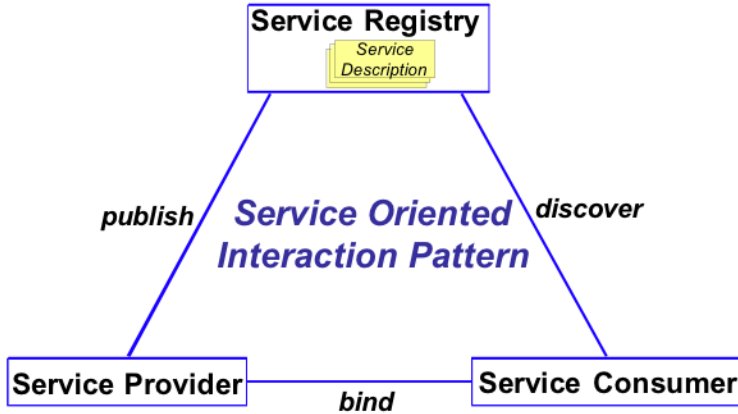 Service Registry
Service
Description
publish
Service Oriented
Interaction Pattern
discover
Service Provider
bind
Service Consumer